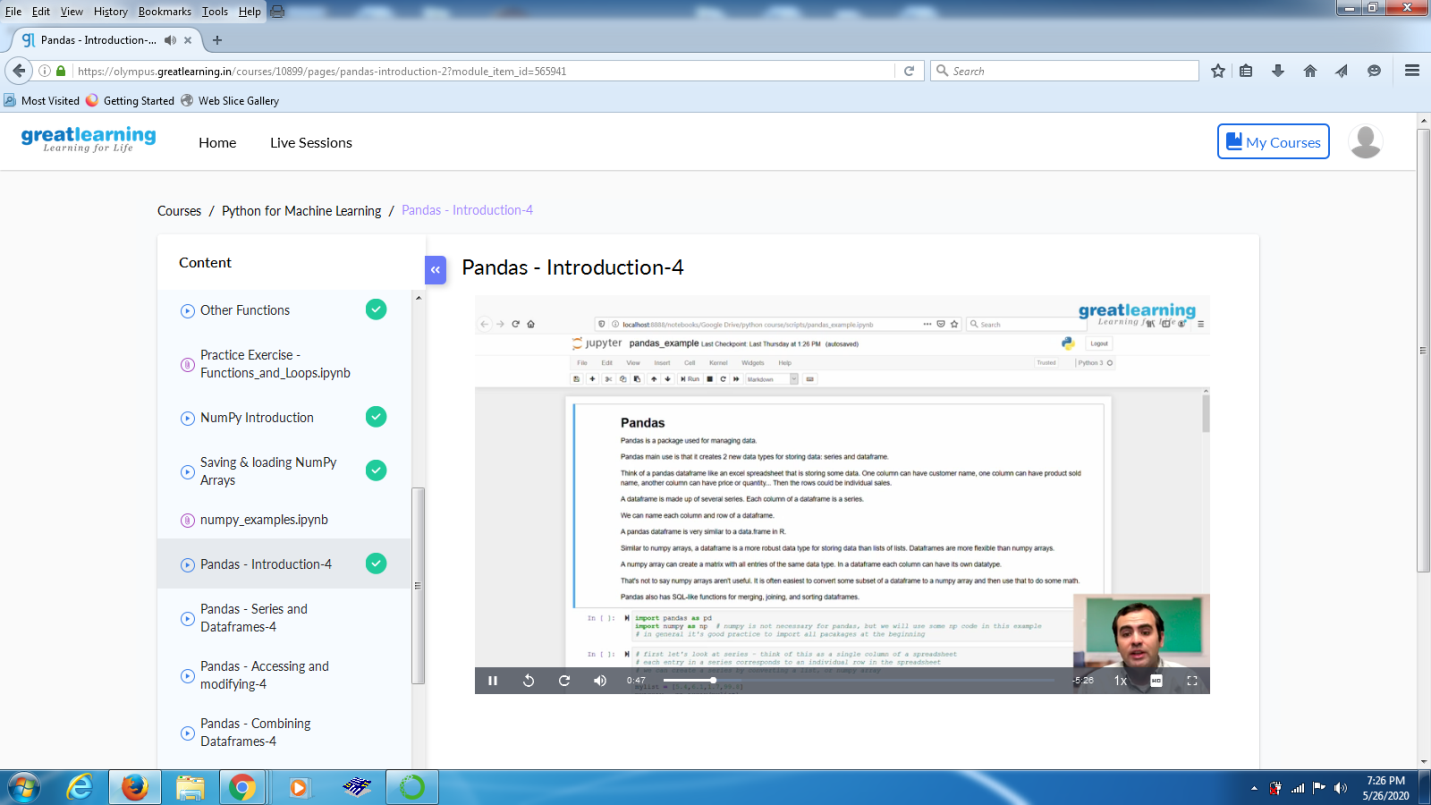 File Edit View History Bookmarks Tools Help
Pandas - Introduction-...
https://olympus.greatlearning.in/courses/10899/pages/pandas-introduction-2?module_item_id=565941
Search
Most Visited Getting Started Web Slice Gallery
greatlearning
Learning for Life
Home Live Sessions
My Courses
Courses / Python for Machine Learning / Pandas - Introduction-4
Content
Other Functions
Practice Exercise -
Functions_and_Loops.ipynb
NumPy Introduction
Saving & loading NumPy
Arrays
numpy_examples.ipynb
Pandas - Introduction-4
Pandas - Series and
Dataframes-4
Pandas - Accessing and
modifying-4
Pandas - Combining
Dataframes-4
Pandas - Introduction-4
greatlearning
Learning for Life
localhost:8888/notebooks/Google Drive/python course/scripts/pandas_example.ipynb
Search
jupyter pandas_example Last Checkpoint: Last Thursday at 1:26 PM (autosaved)
Logout
File Edit View Insert Cell Kernel Widgets Help
Trusted Python 3
Run Markdown
Pandas
Pandas is a package used for managing data.
Pandas main use is that it creates 2 new data types for storing data: series and dataframe.
Think of a pandas dataframe like an excel spreadsheet that is storing some data. One column can have customer name, one column can have product sold
name, another column can have price or quantity... Then the rows could be individual sales.
A dataframe is made up of several series. Each column of a dataframe is a series.
We can name each column and row of a dataframe.
A pandas dataframe is very similar to a data.frame in R.
Similar to numpy arrays, a dataframe is a more robust data type for storing data than lists of lists. Dataframes are more flexible than numpy arrays.
A numpy array can create a matrix with all entries of the same data type. In a dataframe each column can have its own datatype.
That's not to say numpy arrays aren't useful. It is often easiest to convert some subset of a dataframe to a numpy array and then use that to do some math.
Pandas also has SQL-like functions for merging, joining, and sorting dataframes.
In [ ]: import pandas as pd
import numpy as np # numpy is not necessary for pandas, but we will use some np code in this example
# in general it's good practice to import all pacakages at the beginning
In [ ]: # first let's look at series - think of this as a single column of a spreadsheet
# each entry in a series corresponds to an individual row in the spreadsheet
0:47
-5:26
1x
7:26 PM
5/26/2020